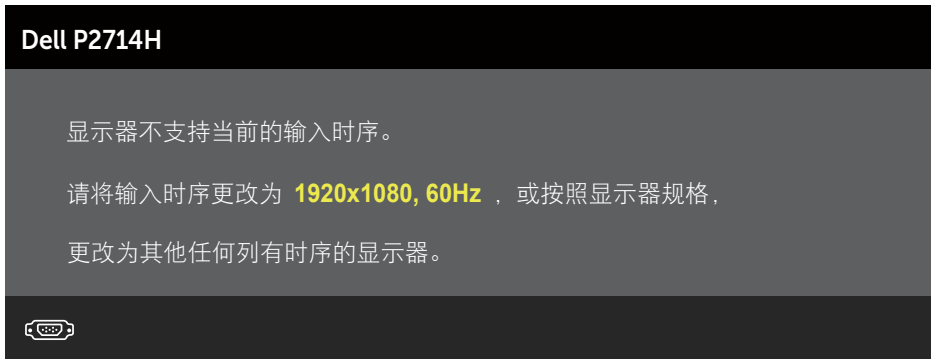 Dell P2714H
显示器不支持当前的输入时序。
请将输入时序更改为 1920x1080, 60Hz ，或按照显示器规格，
更改为其他任何列有时序的显示器。